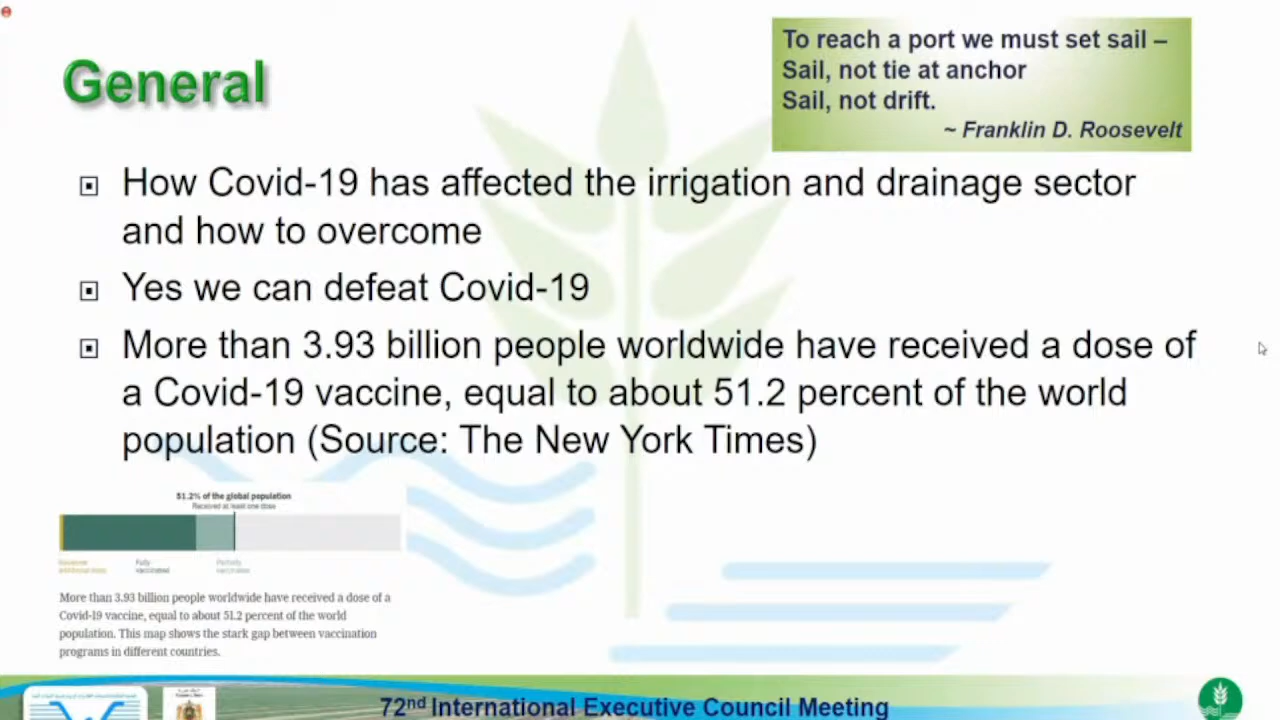 General
To reach a port we must set sail –
Sail, not tie at anchor
Sail, not drift.
~ Franklin D. Roosevelt
How Covid-19 has affected the irrigation and drainage sector
and how to overcome
Yes we can defeat Covid-19
More than 3.93 billion people worldwide have received a dose of
a Covid-19 vaccine, equal to about 51.2 percent of the world
population (Source: The New York Times)
51.2% of the global population
Received at least one dose
Fully
vaccinated
Partially
vaccinated
More than 3.93 billion people worldwide have received a dose of a
Covid-19 vaccine, equal to about 51.2 percent of the world
population. This map shows the stark gap between vaccination
programs in different countries.
72nd International Executive Council Meeting